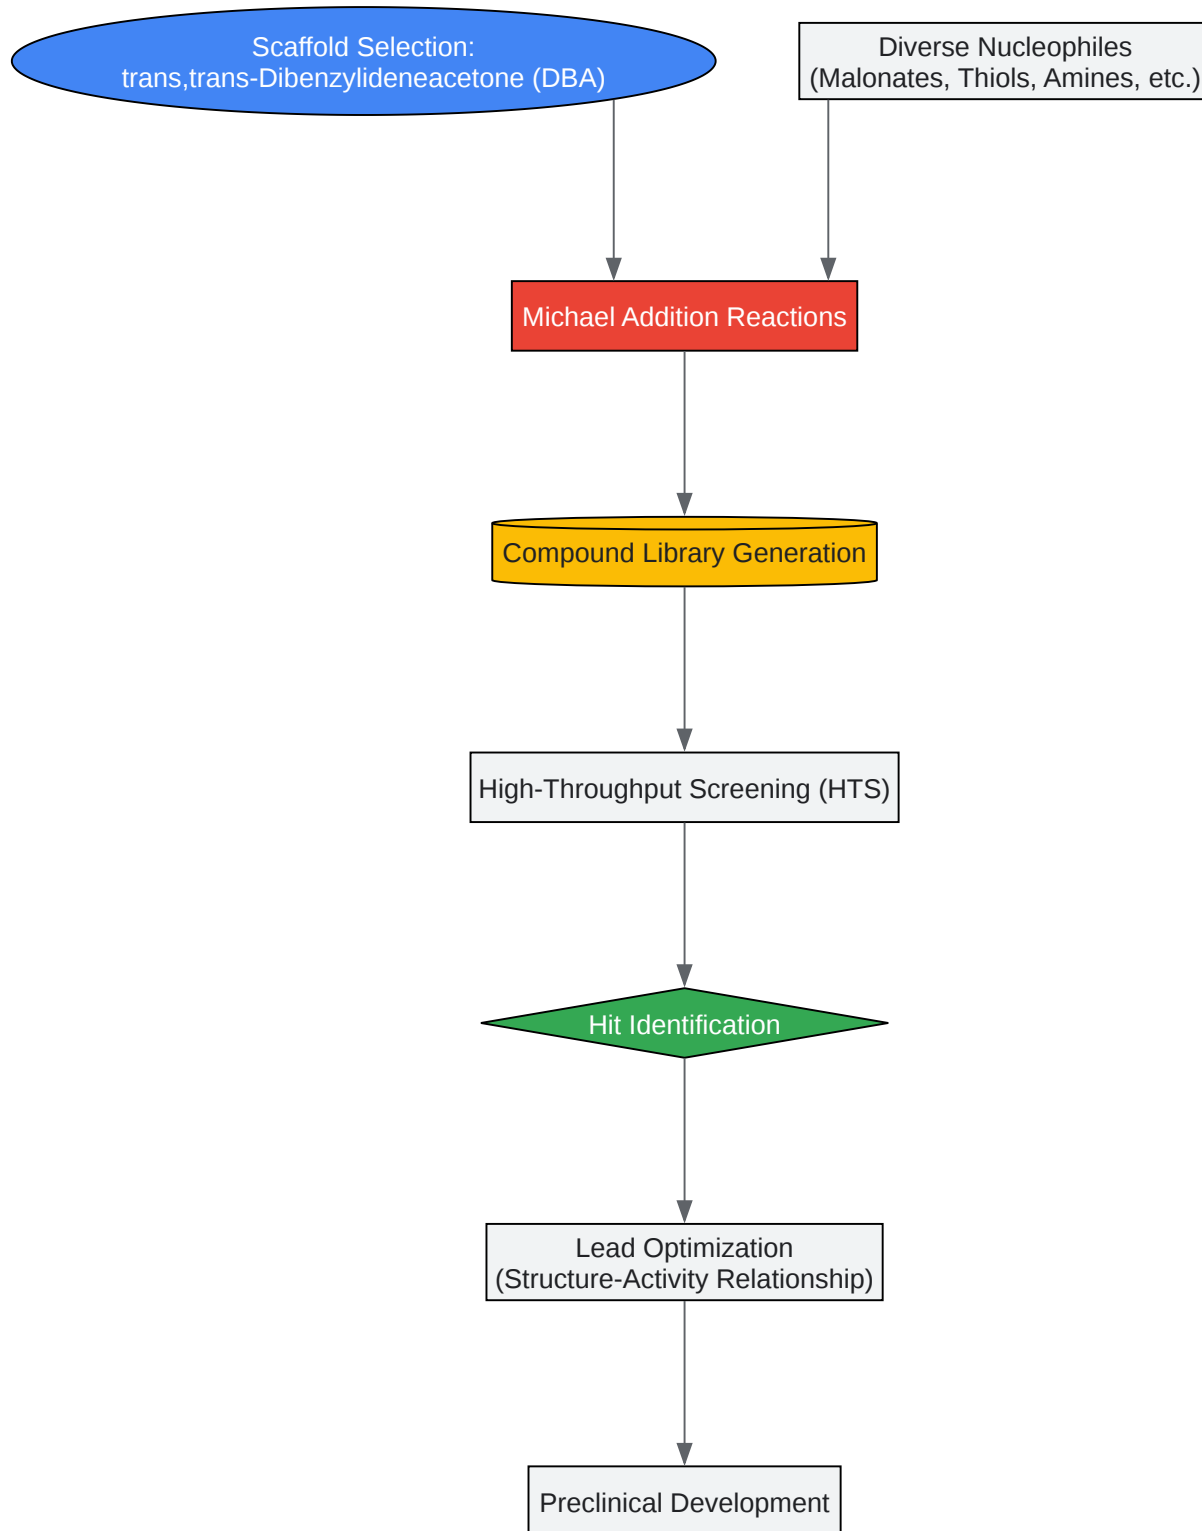 Scaffold Selection:
trans,trans-Dibenzylideneacetone (DBA)
Diverse Nucleophiles
(Malonates, Thiols, Amines, etc.)
Michael Addition Reactions
Compound Library Generation
High-Throughput Screening (HTS)
Hit Identification
Lead Optimization
(Structure-Activity Relationship)
Preclinical Development